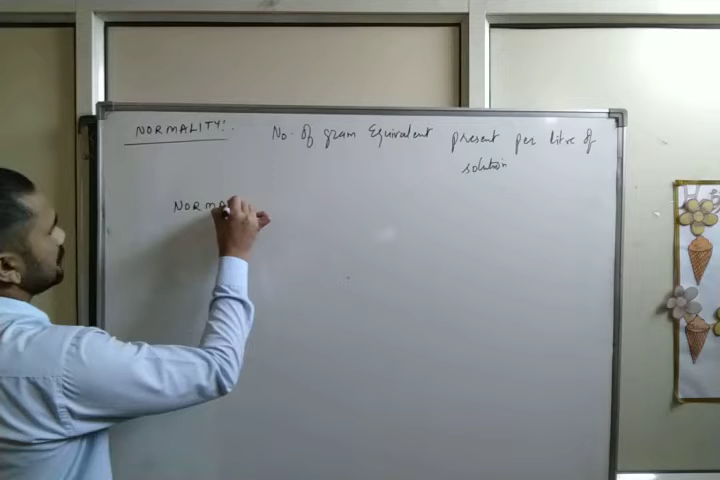 NORMALITY:. No. of gram Equivalent present per litre of
solution
NORMA